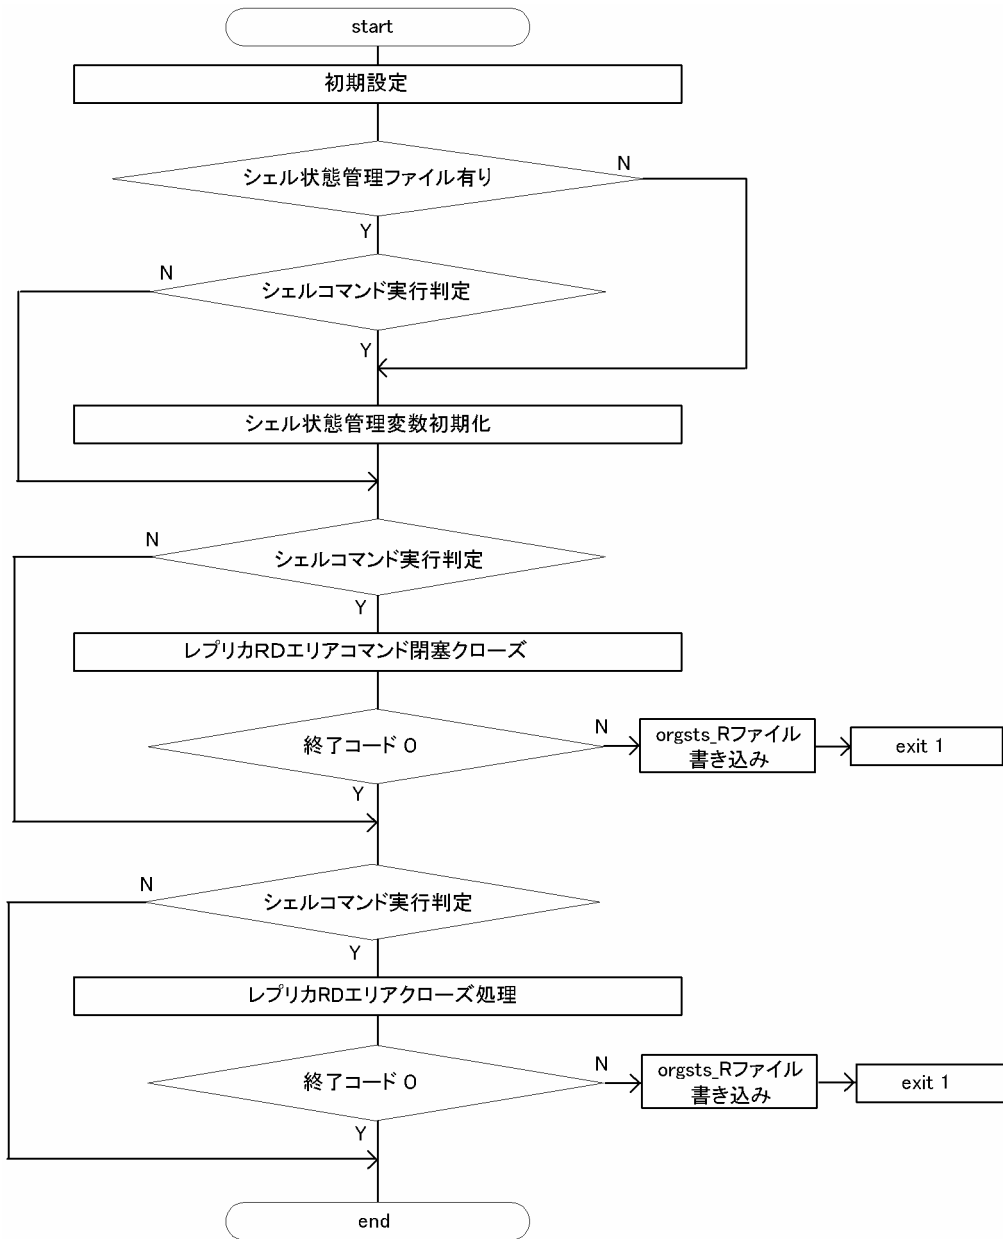 start
初期設定
シェル状態管理ファイル有り
N
Y
N
シェルコマンド実行判定
Y
シェル状態管理変数初期化
N
シェルコマンド実行判定
Y
レプリカRDエリアコマンド閉塞クローズ
終了コード 0
N
orgsts_Rファイル
書き込み
exit 1
Y
N
シェルコマンド実行判定
Y
レプリカRDエリアクローズ処理
終了コード 0
N
orgsts_Rファイル
書き込み
exit 1
Y
end